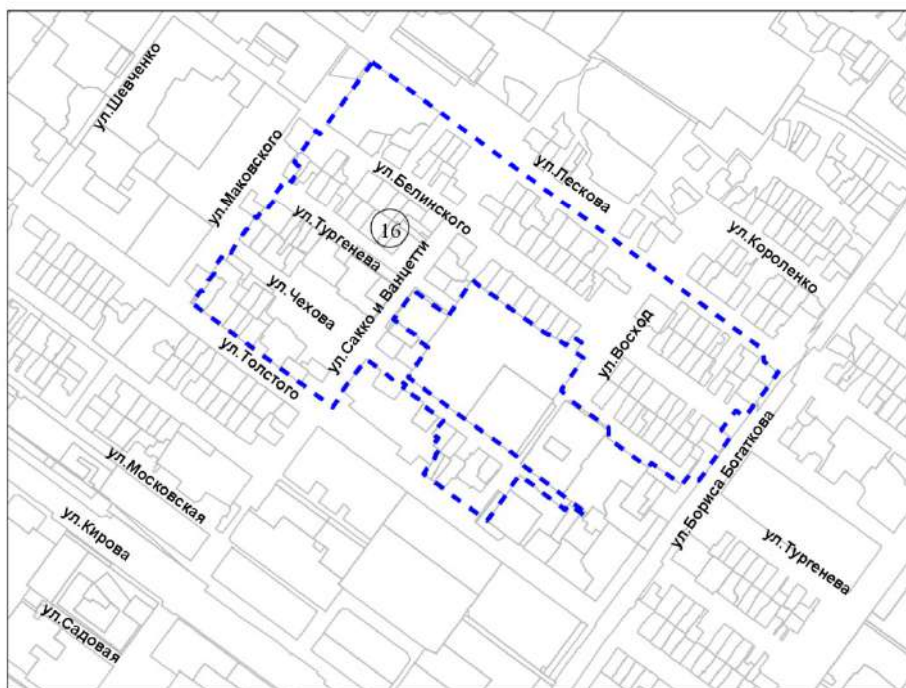 ул.Шевченко
ул.Маковского
ул.Лескова
ул.Белинского
16
ул.Тургенева
ул.Короленко
ул.Чехова
ул.Сакко и Ванцетти
ул.Восход
ул.Толстого
ул.Бориса Богаткова
ул.Московская
ул.Кирова
ул.Тургенева
ул.Садовая